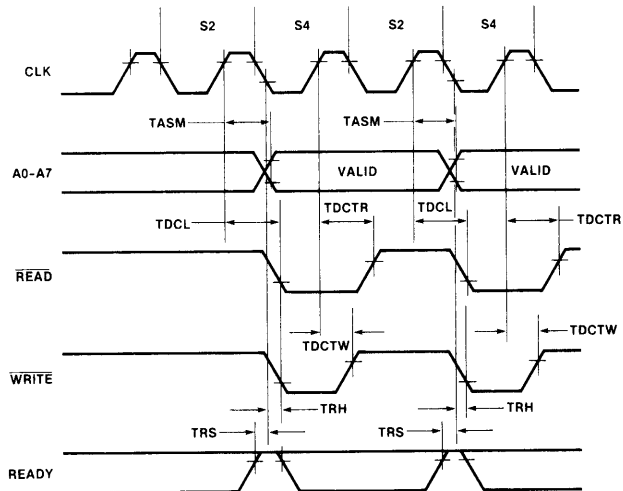 S2 S4 S2 S4
CLK
TASM TASM
A0-A7 VALID VALID
TDCL TDCTR TDCL TDCTR
READ
TDCTW TDCTW
WRITE
TRH TRH
TRS TRS
READY